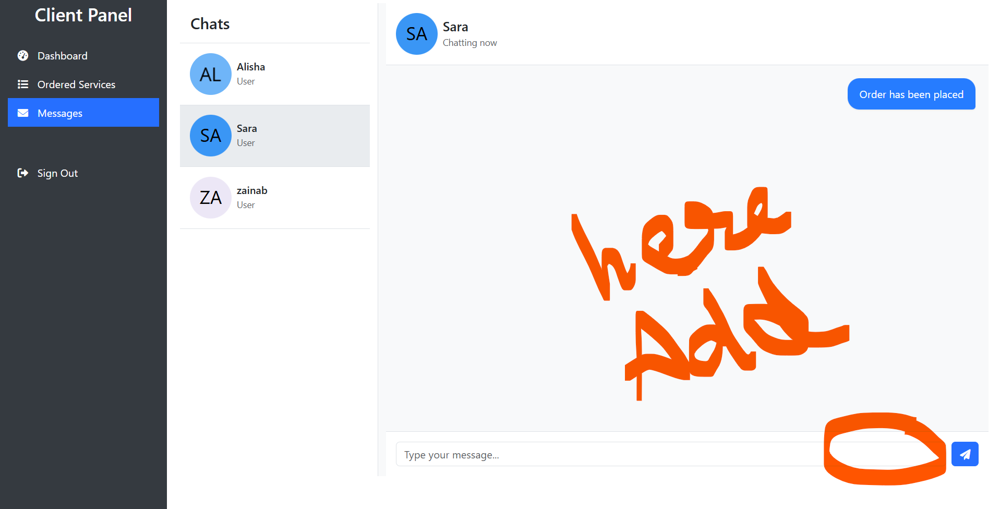 Client Panel
Dashboard
Ordered Services
Messages
Sign Out
Chats
AL
Alisha
User
SA
Sara
User
ZA
zainab
User
SA
Sara
Chatting now
Order has been placed
here
Add
Type your message...